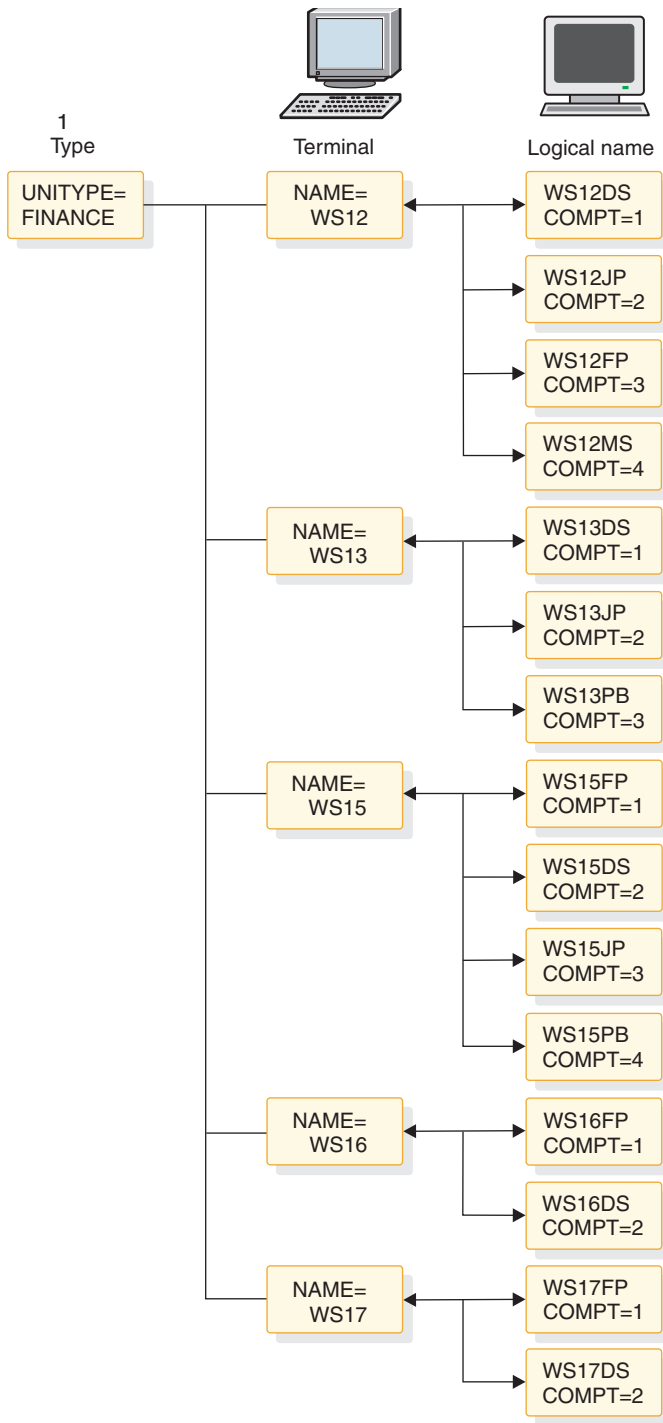 1
Type
Terminal
Logical name
UNITYPE=
FINANCE
NAME=
WS12
WS12DS
COMPT=1
WS12JP
COMPT=2
WS12FP
COMPT=3
WS12MS
COMPT=4
NAME=
WS13
WS13DS
COMPT=1
WS13JP
COMPT=2
WS13PB
COMPT=3
NAME=
WS15
WS15FP
COMPT=1
WS15DS
COMPT=2
WS15JP
COMPT=3
WS15PB
COMPT=4
NAME=
WS16
WS16FP
COMPT=1
WS16DS
COMPT=2
NAME=
WS17
WS17FP
COMPT=1
WS17DS
COMPT=2